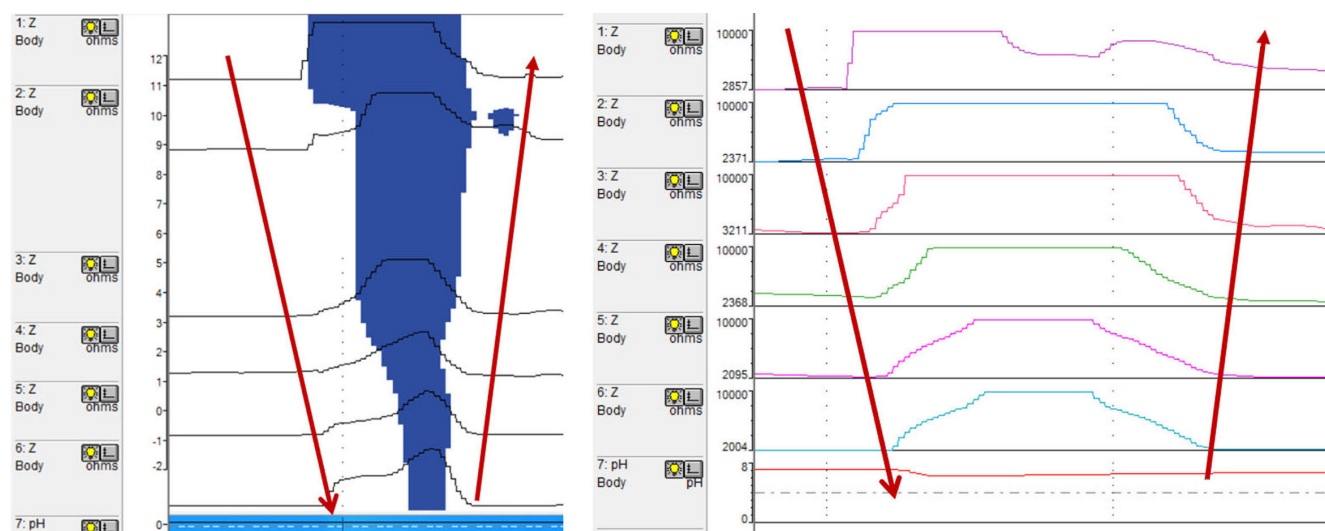 1: Z
Body ohms
12
11
2: Z
Body ohms
10
9
8
7
6
3: Z
Body ohms
5
4
3
4: Z
Body ohms
2
1
5: Z
Body ohms
0
-1
6: Z
Body ohms
-2
7: pH
0
1: Z
Body ohms
10000
2857
2: Z
Body ohms
10000
2371
3: Z
Body ohms
10000
3211
4: Z
Body ohms
10000
2368
5: Z
Body ohms
10000
2095
6: Z
Body ohms
10000
2004
7: pH
Body pH
8
0